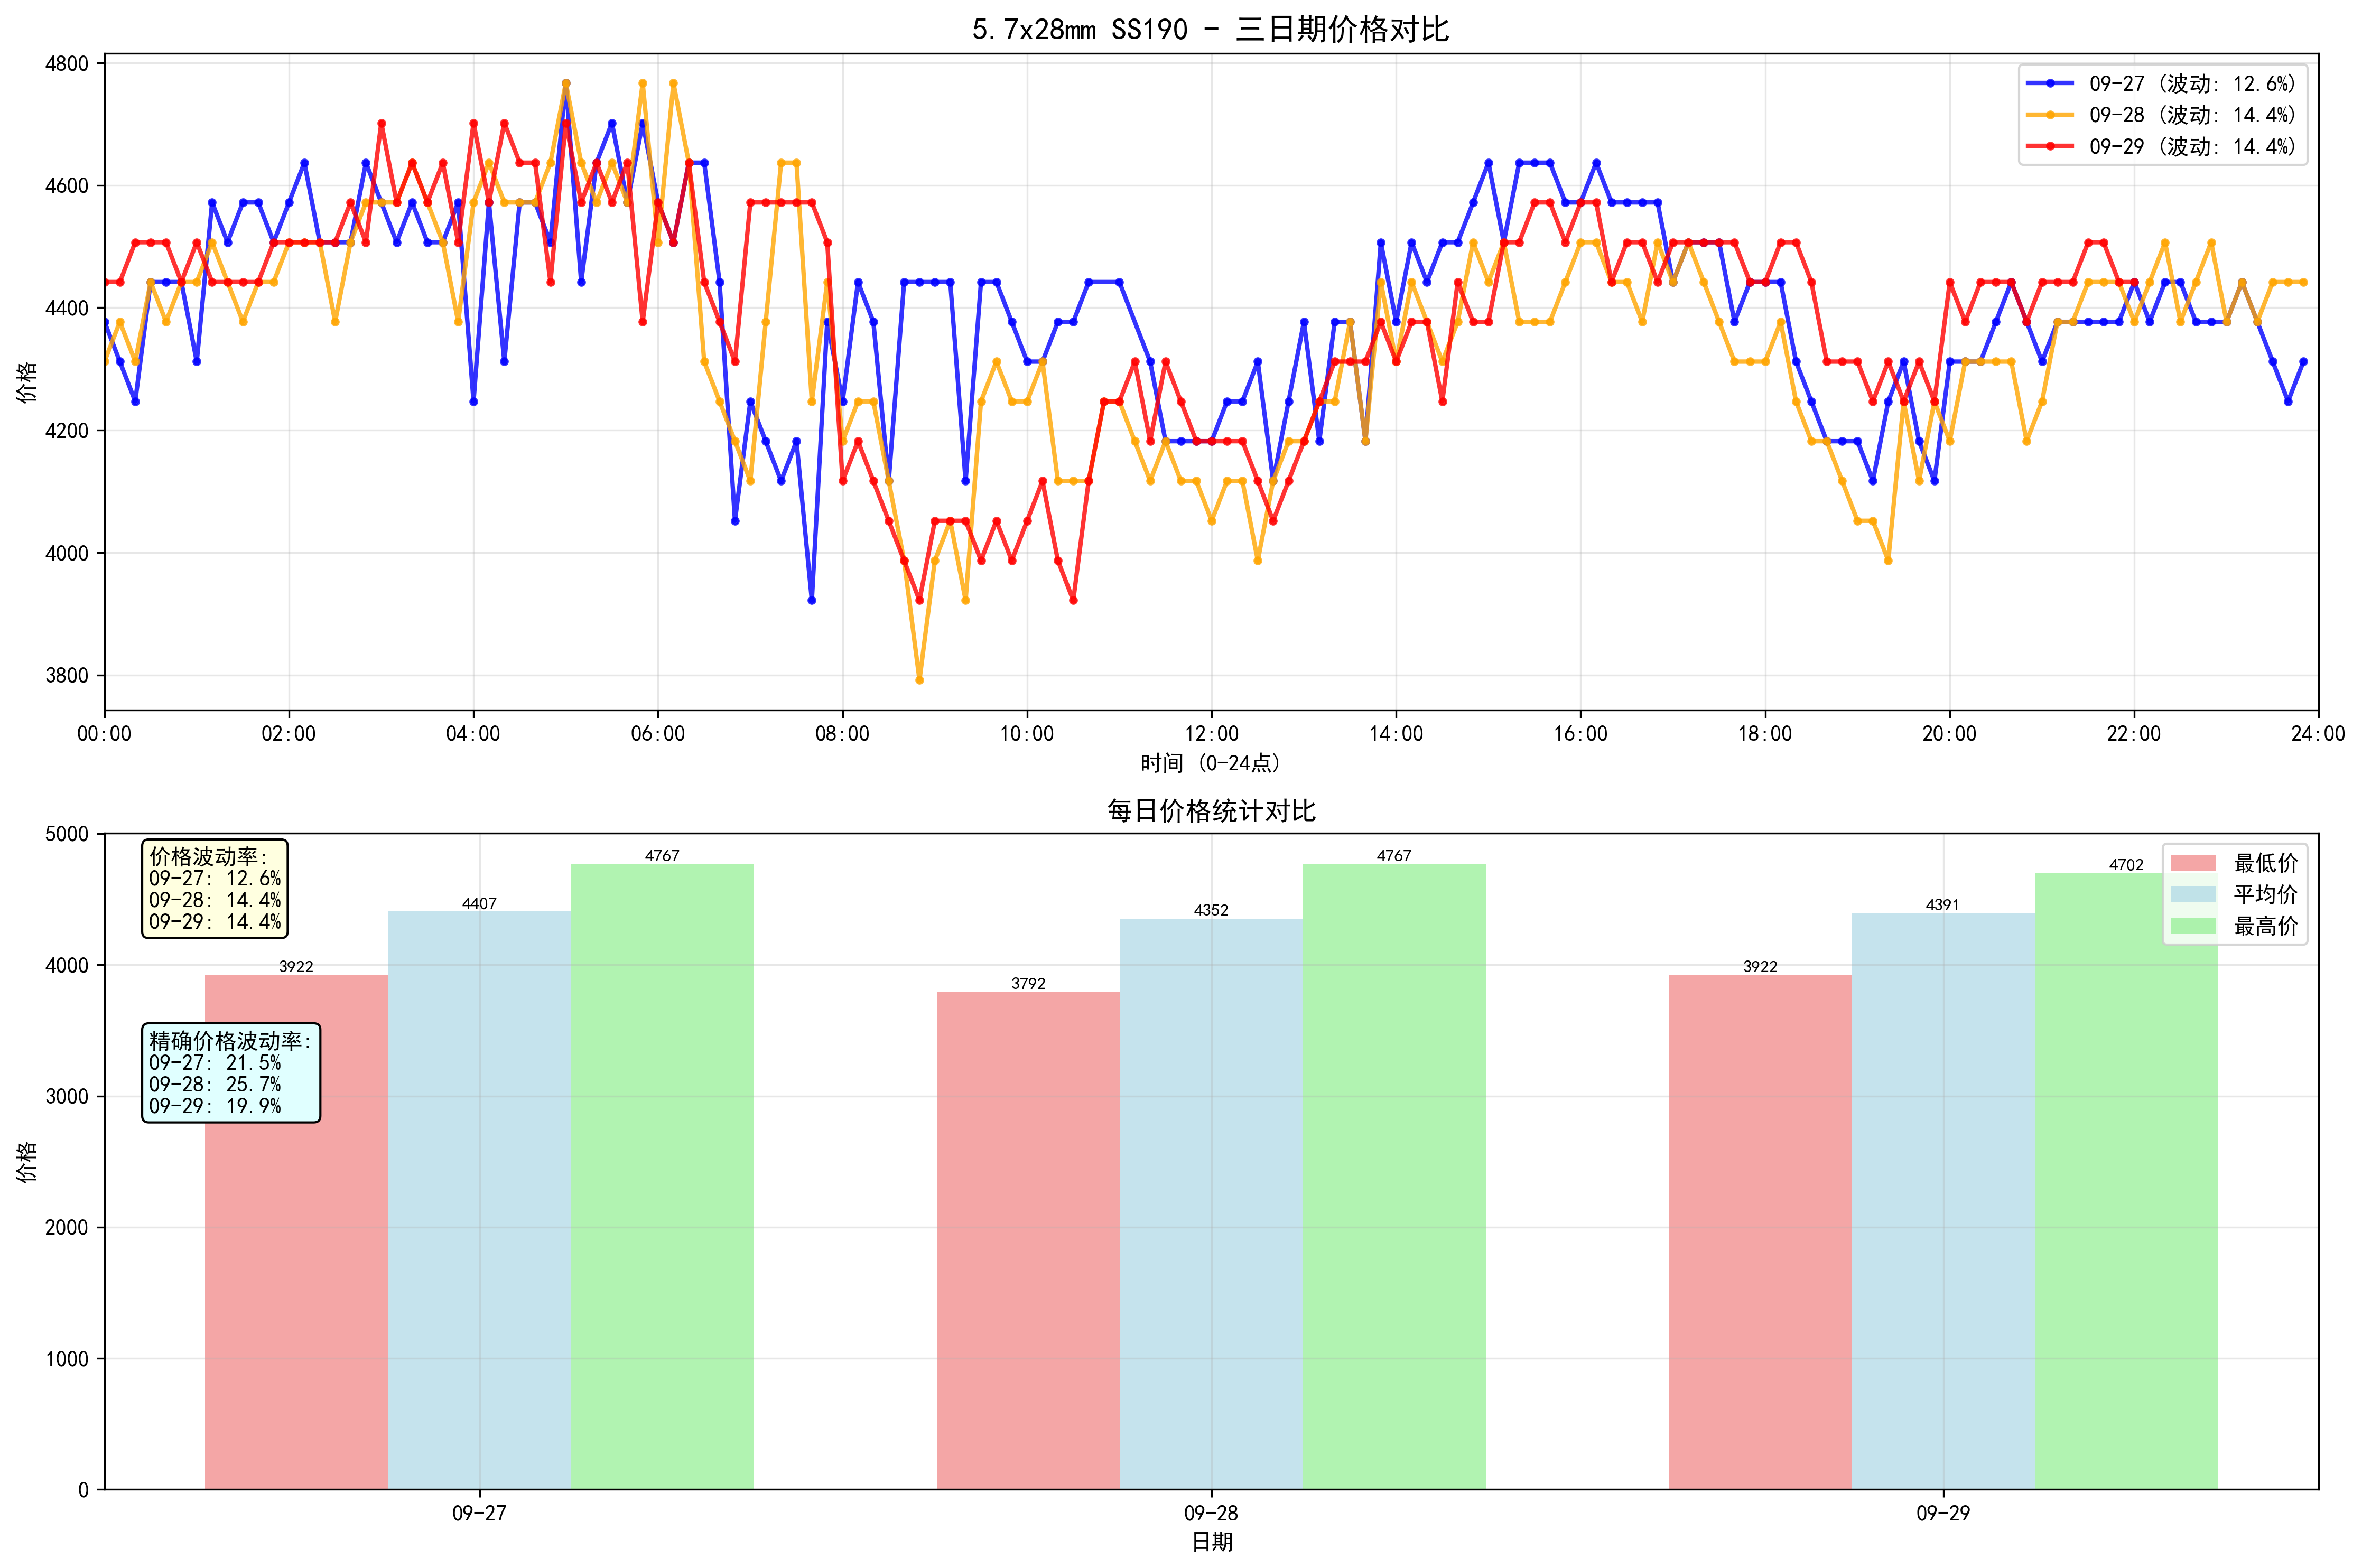 5.7x28mm SS190 - 三日期价格对比
4800
4600
4400
4200
4000
3800
价格
09-27 (波动: 12.6%)
09-28 (波动: 14.4%)
09-29 (波动: 14.4%)
00:00 02:00 04:00 06:00 08:00 10:00 12:00 14:00 16:00 18:00 20:00 22:00 24:00
时间 (0-24点)
每日价格统计对比
5000
4000
3000
2000
1000
0
价格
价格波动率:
09-27: 12.6%
09-28: 14.4%
09-29: 14.4%
精确价格波动率:
09-27: 21.5%
09-28: 25.7%
09-29: 19.9%
3922 4407 4767
3792 4352 4767
3922 4391 4702
最低价
平均价
最高价
09-27 09-28 09-29
日期